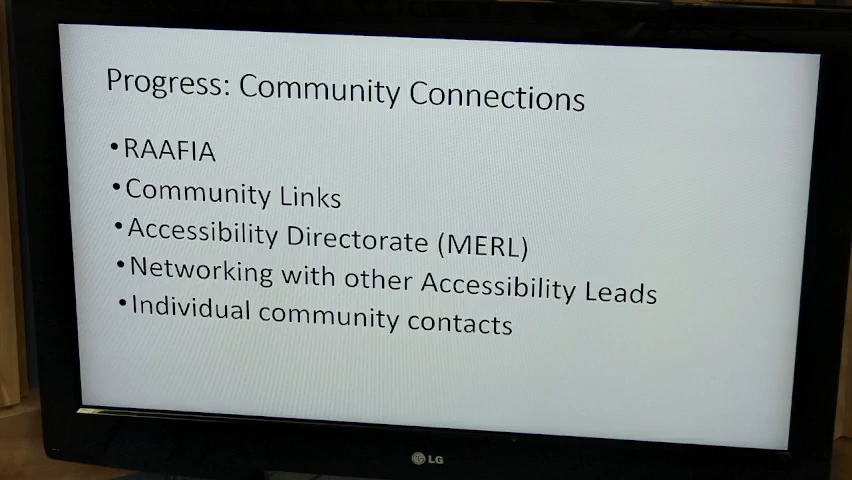 Progress: Community Connections
•RAAFIA
•Community Links
•Accessibility Directorate (MERL)
•Networking with other Accessibility Leads
•Individual community contacts
LG